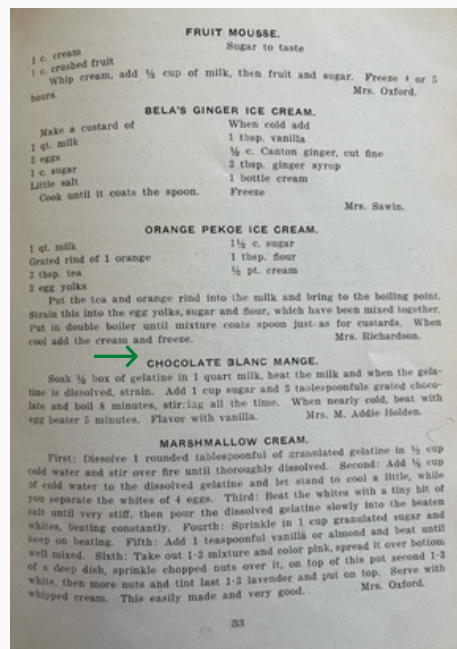 FRUIT MOUSSE.
1 c. cream
Sugar to taste
1 c. crushed fruit
Whip cream, add ½ cup of milk, then fruit and sugar. Freeze 4 or 5
hours.
Mrs. Oxford.
BELA'S GINGER ICE CREAM.
Make a custard of
1 qt. milk
3 eggs
1 c. sugar
Little salt
Cook until it coats the spoon.
When cold add
1 tbsp. vanilla
½ c. Canton ginger, cut fine
3 tbsp. ginger syrup
1 bottle cream
Freeze
Mrs. Sawin.
ORANGE PEKOE ICE CREAM.
1 qt. milk
Grated rind of 1 orange
3 tbsp. tea
3 egg yolks
1½ c. sugar
1 tbsp. flour
½ pt. cream
Put the tea and orange rind into the milk and bring to the boiling point.
Strain this into the egg yolks, sugar and flour, which have been mixed together.
Put in double boiler until mixture coats spoon just as for custards. When
cool add the cream and freeze. Mrs. Richardson.
CHOCOLATE BLANC MANGE.
Soak ½ box of gelatine in 1 quart milk, heat the milk and when the gela-
tine is dissolved, strain. Add 1 cup sugar and 3 tablespoonfuls grated choco-
late and boil 8 minutes, stirring all the time. When nearly cold, beat with
egg beater 5 minutes. Flavor with vanilla. Mrs. M. Addie Holden.
MARSHMALLOW CREAM.
First: Dissolve 1 rounded tablespoonful of granulated gelatine in ½ cup
cold water and stir over fire until thoroughly dissolved. Second: Add cup
of cold water to the dissolved gelatine and let stand to cool a little, while
you separate the whites of 4 eggs. Third: Beat the whites with a tiny bit of
salt until very stiff, then pour the dissolved gelatine slowly into the beaten
whites, beating constantly. Fourth: Sprinkle in 1 cup granulated sugar and
keep on beating. Fifth: Add 1 teaspoonful vanilla or almond and beat until
well mixed. Sixth: Take out 1-3 mixture and color pink, spread it over bottom
of a deep dish, sprinkle chopped nuts over it, on top of this put second 1-3
white, then more nuts and tint last 1-3 lavender and put on top. Serve with
whipped cream. This easily made and very good. Mrs. Oxford.
33